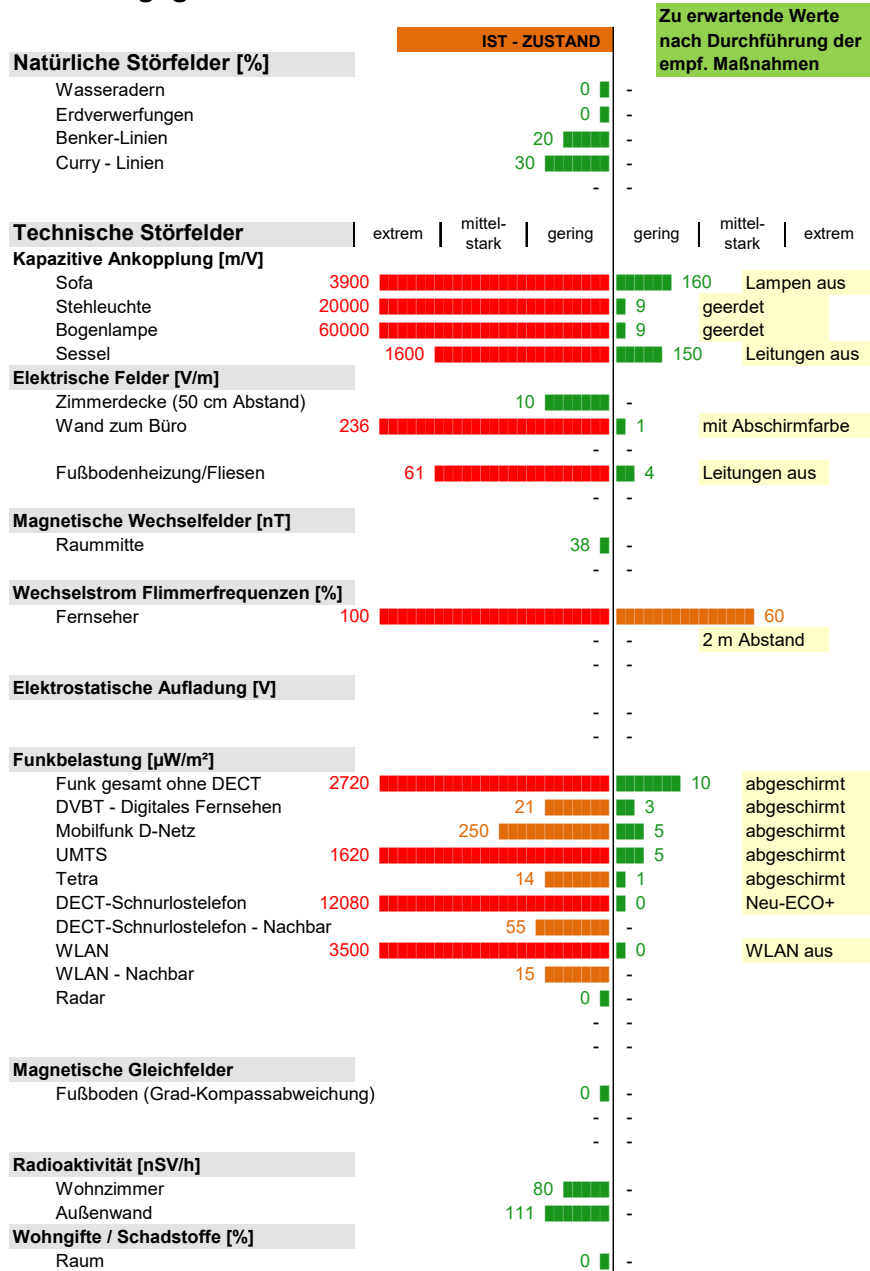 Zu erwartende Werte
IST - ZUSTAND nach Durchführung der
Natürliche Störfelder [%] empf. Maßnahmen
Wasseradern 0 -
Erdverwerfungen 0 -
Benker-Linien 20 -
Curry - Linien 30 -
- -
Technische Störfelder extrem mittel-stark gering gering mittel-stark extrem
Kapazitive Ankopplung [m/V]
Sofa 3900 160 Lampen aus
Stehleuchte 20000 9 geerdet
Bogenlampe 60000 9 geerdet
Sessel 1600 150 Leitungen aus
Elektrische Felder [V/m]
Zimmerdecke (50 cm Abstand) 10 -
Wand zum Büro 236 1 mit Abschirmfarbe
- -
Fußbodenheizung/Fliesen 61 4 Leitungen aus
- -
Magnetische Wechselfelder [nT]
Raummitte 38 -
- -
Wechselstrom Flimmerfrequenzen [%]
Fernseher 100 60
- - 2 m Abstand
- -
Elektrostatische Aufladung [V]
- -
- -
Funkbelastung [µW/m²]
Funk gesamt ohne DECT 2720 10 abgeschirmt
DVBT - Digitales Fernsehen 21 3 abgeschirmt
Mobilfunk D-Netz 250 5 abgeschirmt
UMTS 1620 5 abgeschirmt
Tetra 14 1 abgeschirmt
DECT-Schnurlostelefon 12080 0 Neu-ECO+
DECT-Schnurlostelefon - Nachbar 55 -
WLAN 3500 0 WLAN aus
WLAN - Nachbar 15 -
Radar 0 -
- -
- -
Magnetische Gleichfelder
Fußboden (Grad-Kompassabweichung) 0 -
- -
- -
Radioaktivität [nSV/h]
Wohnzimmer 80 -
Außenwand 111 -
Wohngifte / Schadstoffe [%]
Raum 0 -